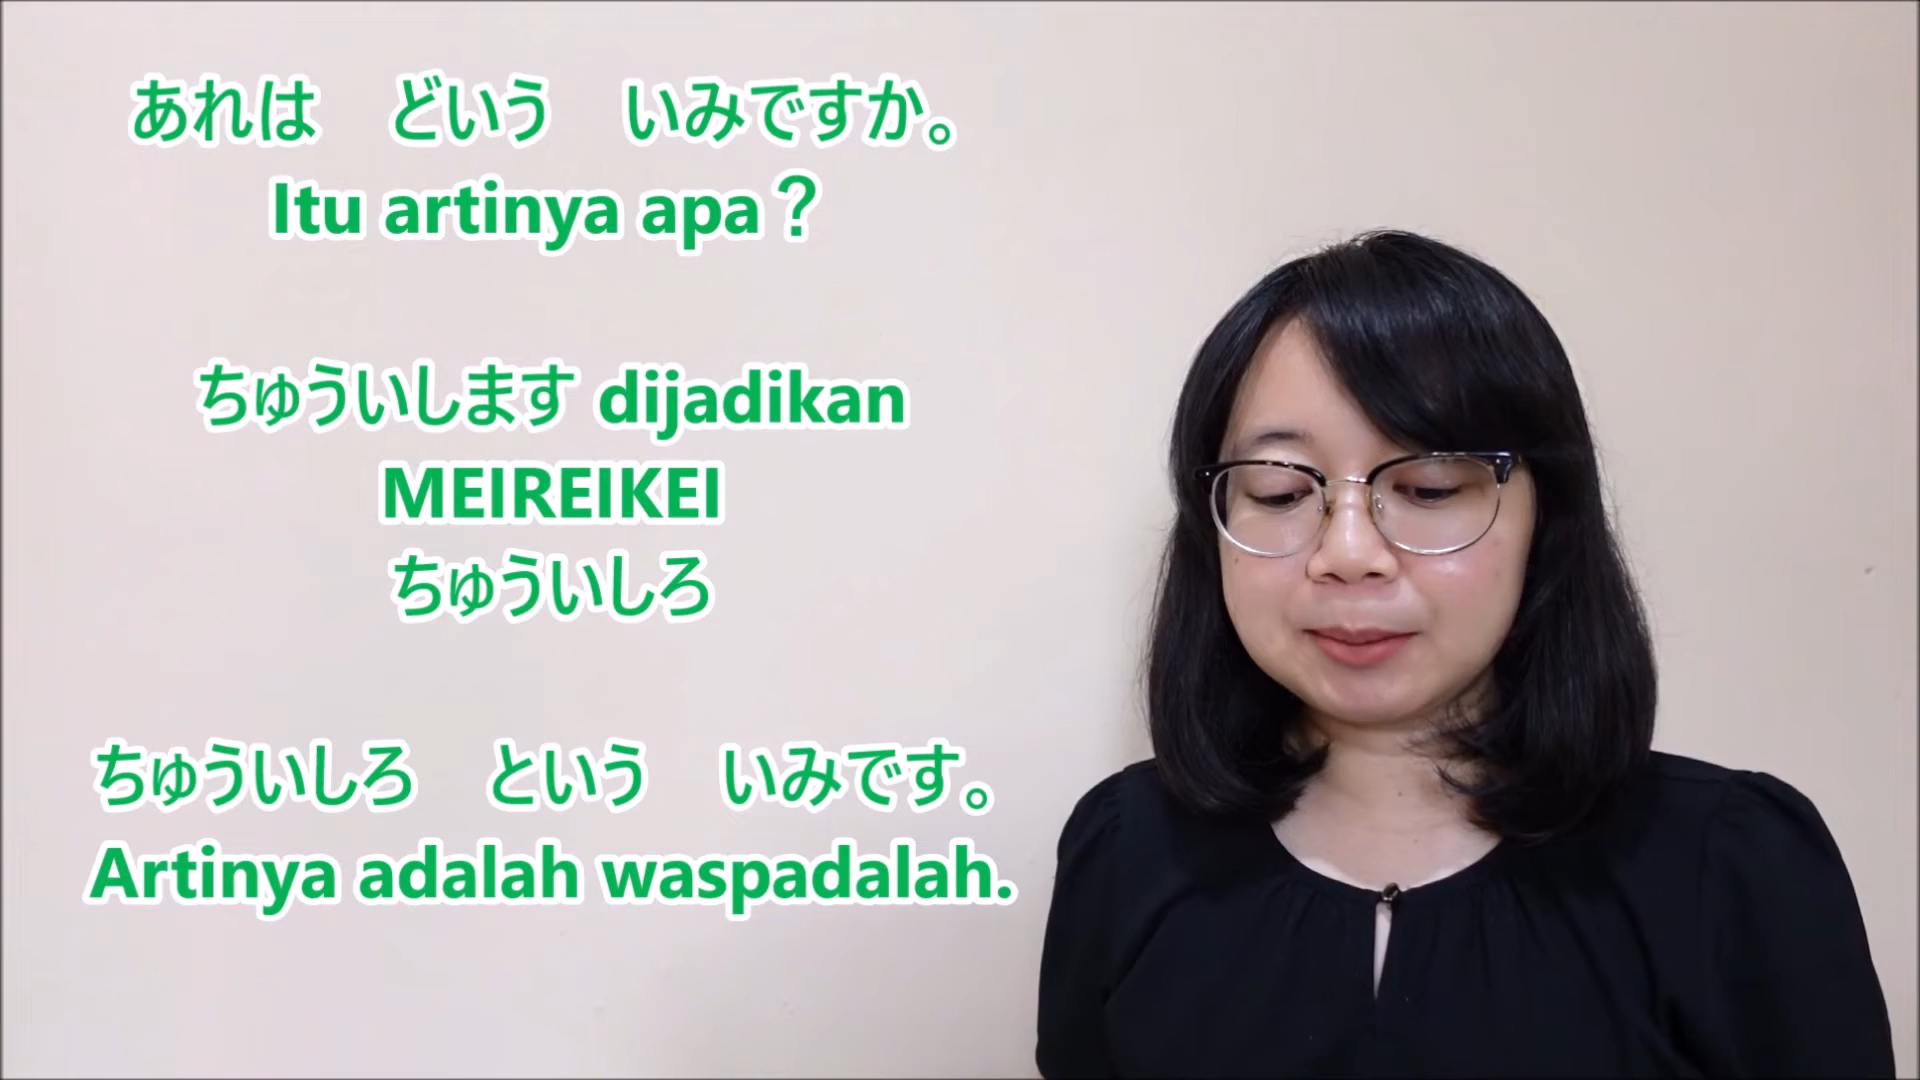 あれは　どいう　いみですか。
Itu artinya apa？
ちゅういします dijadikan
MEIREIKEI
ちゅういしろ
ちゅういしろ　という　いみです。
Artinya adalah waspadalah.